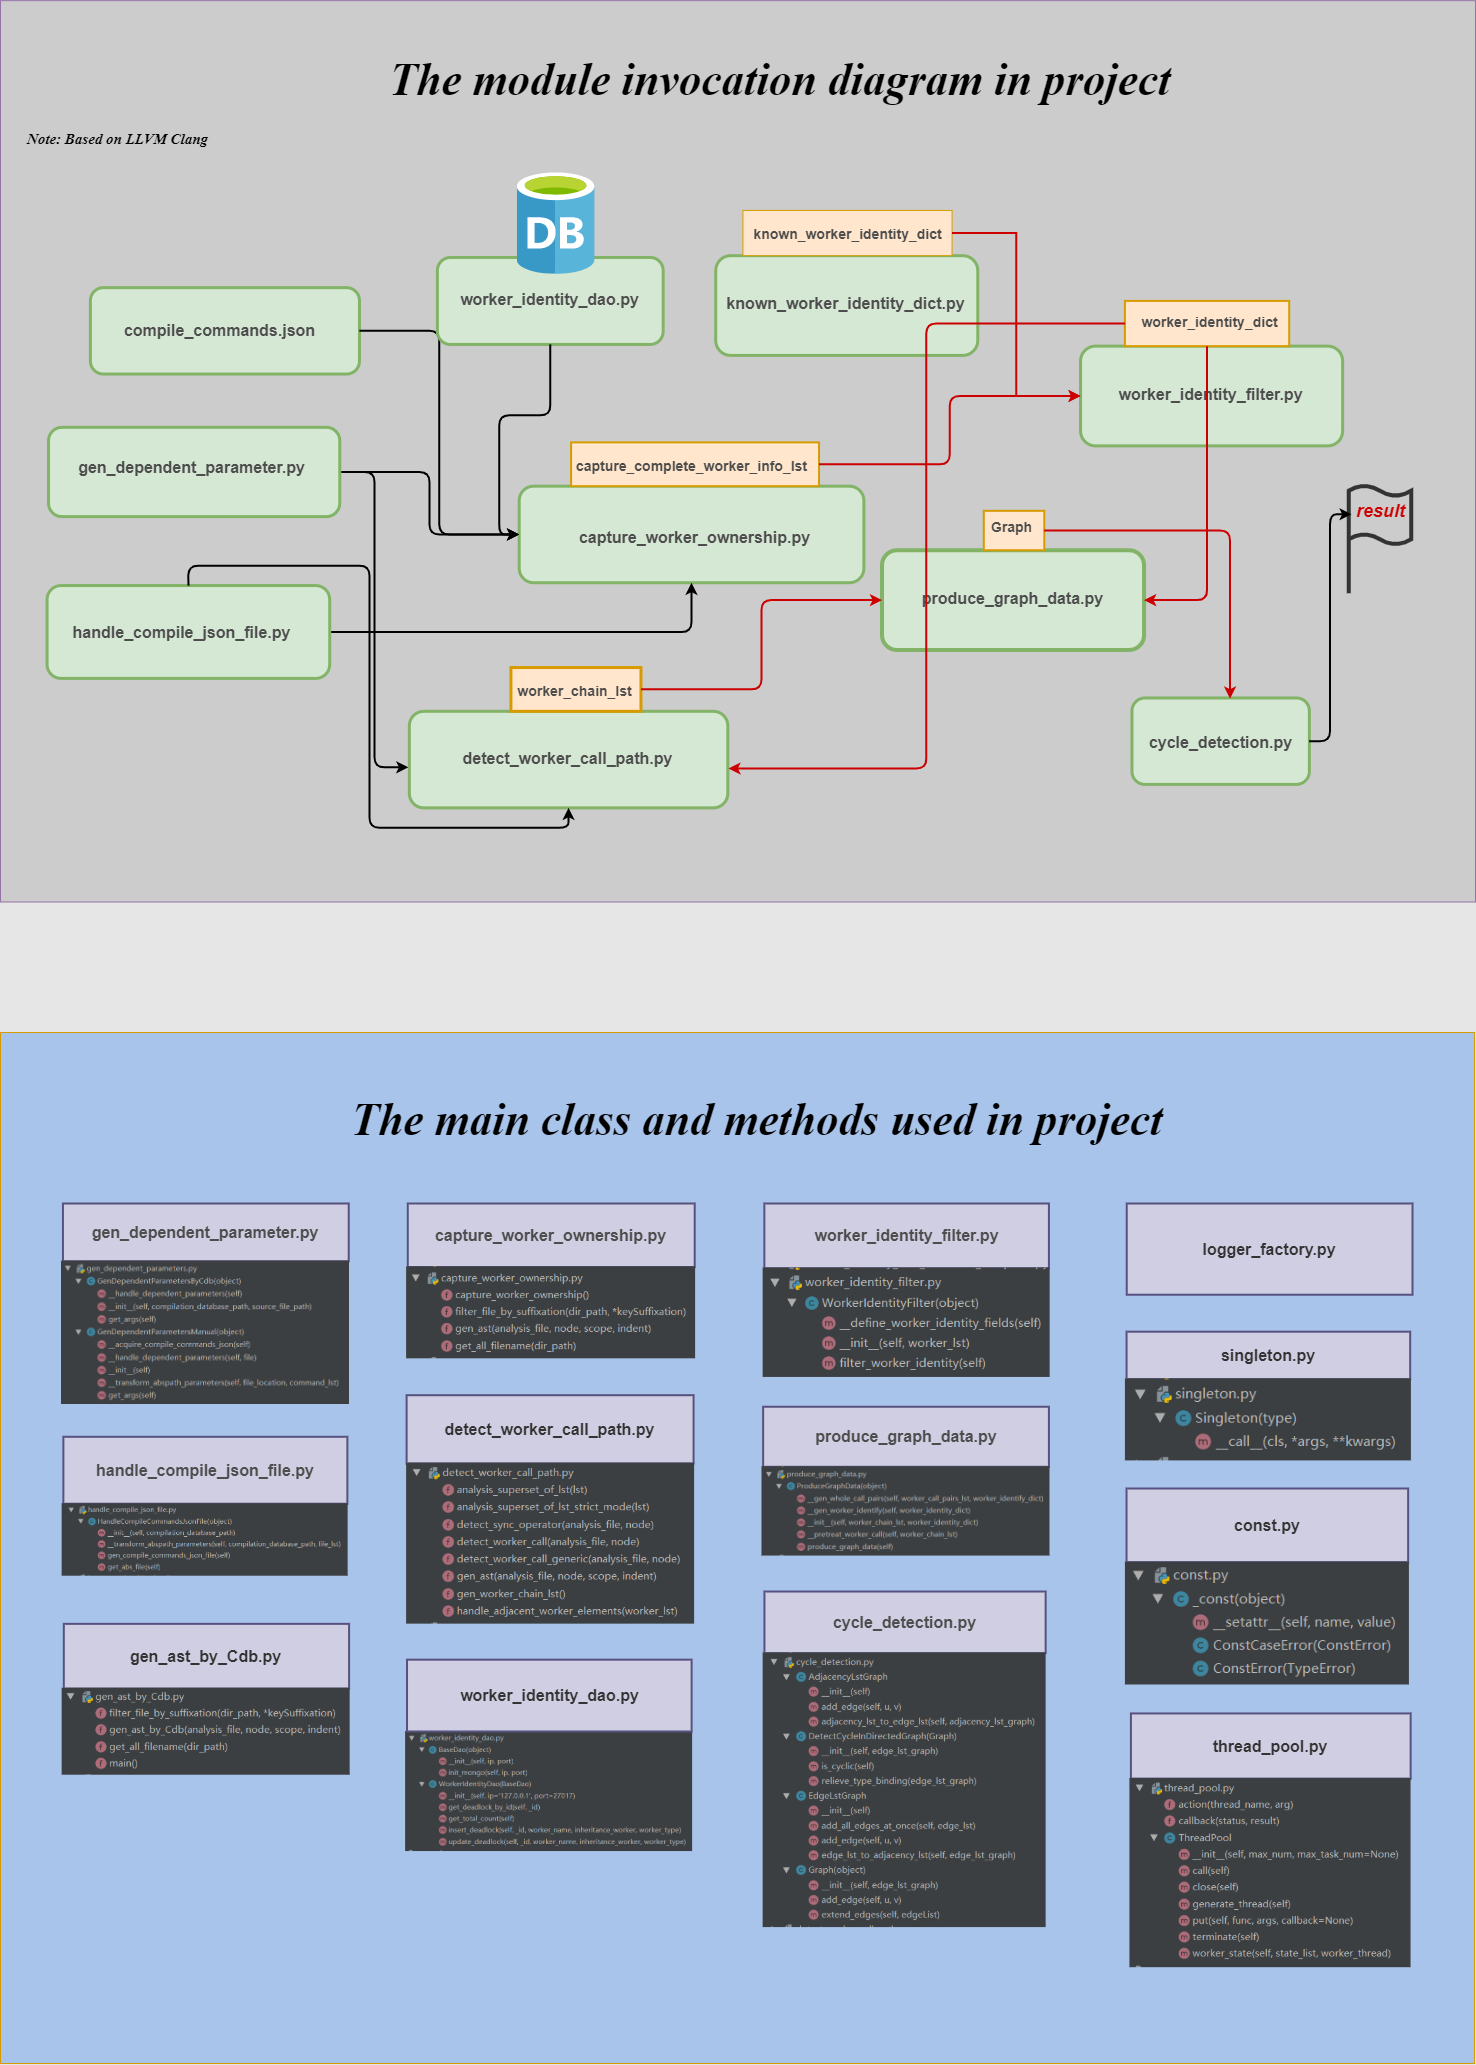 The module invocation diagram in project
Note: Based on LLVM Clang
DB
known_worker_identity_dict
worker_identity_dao.py
known_worker_identity_dict.py
compile_commands.json
worker_identity_dict
worker_identity_filter.py
gen_dependent_parameter.py
capture_complete_worker_info_lst
result
Graph
capture_worker_ownership.py
produce_graph_data.py
handle_compile_json_file.py
worker_chain_lst
cycle_detection.py
detect_worker_call_path.py
The main class and methods used in project
gen_dependent_parameter.py
gen_dependent_parameters.py
GenDependentParametersByCdb(object)
__handle_dependent_parameters(self)
__init__(self, compilation_database_path, source_file_path)
get_args(self)
GenDependentParametersManual(object)
__acquire_compile_commands_json(self)
__handle_dependent_parameters(self, file)
__init__(self)
__transform_abspath_parameters(self, file_location, command_lst)
get_args(self)
handle_compile_json_file.py
handle_compile_json_file.py
HandleCompileCommandsJsonFile(object)
__init__(self, compilation_database_path)
__transform_abspath_parameters(self, compilation_database_path, file_lst)
gen_compile_commands_json_file(self)
get_abs_file(self)
gen_ast_by_Cdb.py
gen_ast_by_Cdb.py
filter_file_by_suffixation(dir_path, *keySuffixation)
gen_ast_by_Cdb(analysis_file, node, scope, indent)
get_all_filename(dir_path)
main()
capture_worker_ownership.py
capture_worker_ownership.py
capture_worker_ownership()
filter_file_by_suffixation(dir_path, *keySuffixation)
gen_ast(analysis_file, node, scope, indent)
get_all_filename(dir_path)
detect_worker_call_path.py
detect_worker_call_path.py
analysis_superset_of_lst(lst)
analysis_superset_of_lst_strict_mode(lst)
detect_sync_operator(analysis_file, node)
detect_worker_call(analysis_file, node)
detect_worker_call_generic(analysis_file, node)
gen_ast(analysis_file, node, scope, indent)
gen_worker_chain_lst()
handle_adjacent_worker_elements(worker_lst)
worker_identity_dao.py
worker_identity_dao.py
BaseDao(object)
__init__(self, ip, port)
init_mongo(self, ip, port)
WorkerIdentityDao(BaseDao)
__init__(self, ip='127.0.0.1', port=27017)
get_deadlock_by_id(self, _id)
get_total_count(self)
insert_deadlock(self, _id, worker_name, inheritance_worker, worker_type)
update_deadlock(self, _id, worker_name, inheritance_worker, worker_type)
worker_identity_filter.py
worker_identity_filter.py
WorkerIdentityFilter(object)
__define_worker_identity_fields(self)
__init__(self, worker_lst)
filter_worker_identity(self)
produce_graph_data.py
produce_graph_data.py
ProduceGraphData(object)
__gen_whole_call_pairs(self, worker_call_pairs_lst, worker_identify_dict)
__gen_worker_identify(self, worker_identity_dict)
__init__(self, worker_chain_lst, worker_identity_dict)
__pretreat_worker_call(self, worker_chain_lst)
produce_graph_data(self)
cycle_detection.py
cycle_detection.py
AdjacencyLstGraph
__init__(self)
add_edge(self, u, v)
adjacency_lst_to_edge_lst(self, adjacency_lst_graph)
DetectCycleInDirectedGraph(Graph)
__init__(self, edge_lst_graph)
is_cyclic(self)
relieve_type_binding(edge_lst_graph)
EdgeLstGraph
__init__(self)
add_all_edges_at_once(self, edge_lst)
add_edge(self, u, v)
edge_lst_to_adjacency_lst(self, edge_lst_graph)
Graph(object)
__init__(self, edge_lst_graph)
add_edge(self, u, v)
extend_edges(self, edgeList)
logger_factory.py
singleton.py
singleton.py
Singleton(type)
__call__(cls, *args, **kwargs)
const.py
const.py
_const(object)
__setattr__(self, name, value)
ConstCaseError(ConstError)
ConstError(TypeError)
thread_pool.py
thread_pool.py
action(thread_name, arg)
callback(status, result)
ThreadPool
__init__(self, max_num, max_task_num=None)
call(self)
close(self)
generate_thread(self)
put(self, func, args, callback=None)
terminate(self)
worker_state(self, state_list, worker_thread)